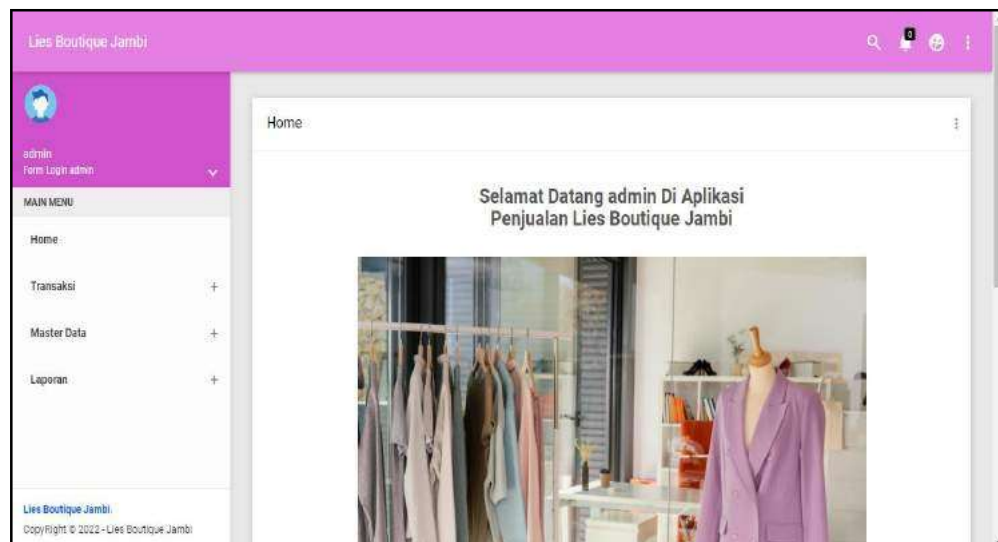 Lies Boutique Jambi
0
admin
Form Login admin
MAIN MENU
Home
Transaksi
Master Data
Laporan
Lies Boutique Jambi.
CopyRight © 2022 - Lies Boutique Jambi
Home
Selamat Datang admin Di Aplikasi
Penjualan Lies Boutique Jambi